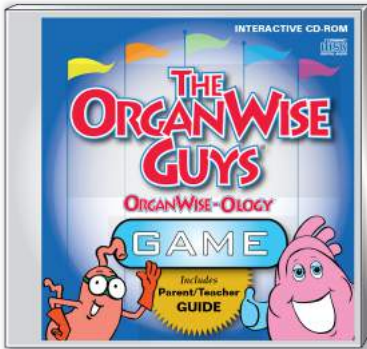 INTERACTIVE CD-ROM
THE
ORGANWISE
GUYS®
ORGANWISE-OLOGY
GAME
Includes
Parent/Teacher
GUIDE